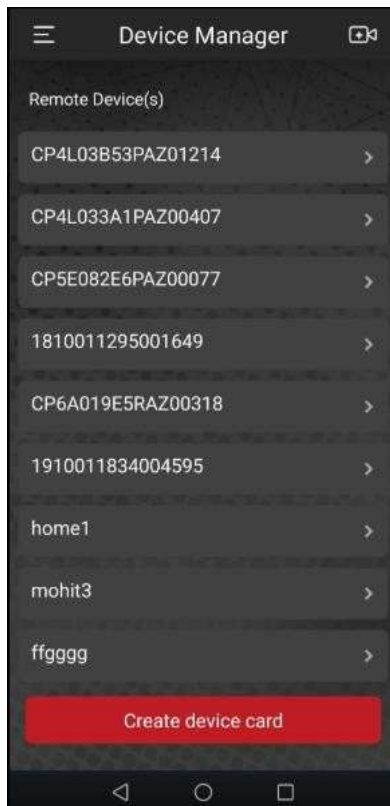 Device Manager
Remote Device(s)
CP4L03B53PAZ01214
CP4L033A1PAZ00407
CP5E082E6PAZ00077
1810011295001649
CP6A019E5RAZ00318
1910011834004595
home1
mohit3
ffgggg
Create device card